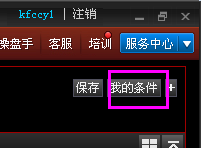 kfccyl | 注销
操盘手 客服 培训 服务中心
保存 我的条件 +